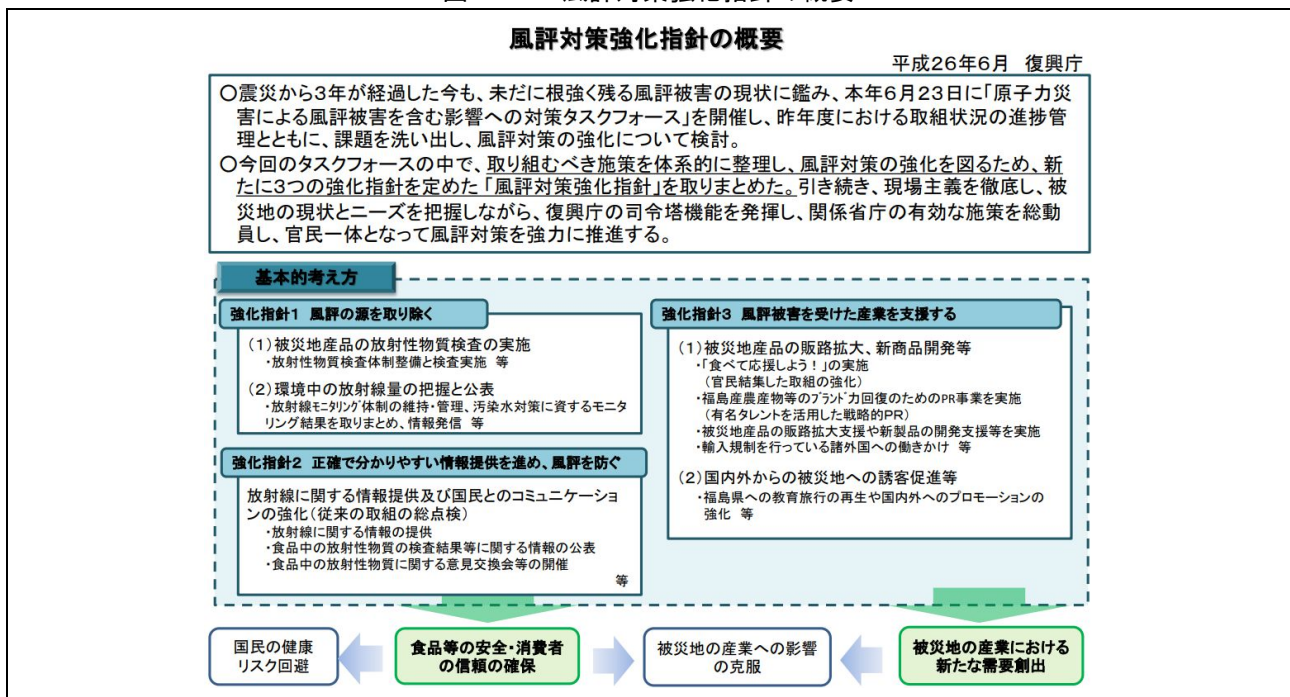 風評対策強化指針の概要
平成26年6月 復興庁
○震災から3年が経過した今も、未だに根強く残る風評被害の現状に鑑み、本年6月23日に「原子力災
害による風評被害を含む影響への対策タスクフォース」を開催し、昨年度における取組状況の進捗管
理とともに、課題を洗い出し、風評対策の強化について検討。
○今回のタスクフォースの中で、取り組むべき施策を体系的に整理し、風評対策の強化を図るため、新
たに3つの強化指針を定めた「風評対策強化指針」を取りまとめた。引き続き、現場主義を徹底し、被
災地の現状とニーズを把握しながら、復興庁の司令塔機能を発揮し、関係省庁の有効な施策を総動
員し、官民一体となって風評対策を強力に推進する。
基本的考え方
強化指針1 風評の源を取り除く
(1)被災地産品の放射性物質検査の実施
・放射性物質検査体制整備と検査実施 等
(2)環境中の放射線量の把握と公表
・放射線モニタリング体制の維持・管理、汚染水対策に資するモニタ
リング結果を取りまとめ、情報発信 等
強化指針2 正確で分かりやすい情報提供を進め、風評を防ぐ
放射線に関する情報提供及び国民とのコミュニケーショ
ンの強化(従来の取組の総点検)
・放射線に関する情報の提供
・食品中の放射性物質の検査結果等に関する情報の公表
・食品中の放射性物質に関する意見交換会等の開催
等
強化指針3 風評被害を受けた産業を支援する
(1)被災地産品の販路拡大、新商品開発等
・「食べて応援しよう!」の実施
(官民結集した取組の強化)
・福島産農産物等のブランド力回復のためのPR事業を実施
(有名タレントを活用した戦略的PR)
・被災地産品の販路拡大支援や新製品の開発支援等を実施
・輸入規制を行っている諸外国への働きかけ 等
(2)国内外からの被災地への誘客促進等
・福島県への教育旅行の再生や国内外へのプロモーションの
強化 等
国民の健康
リスク回避
食品等の安全・消費者
の信頼の確保
被災地の産業への影響
の克服
被災地の産業における
新たな需要創出